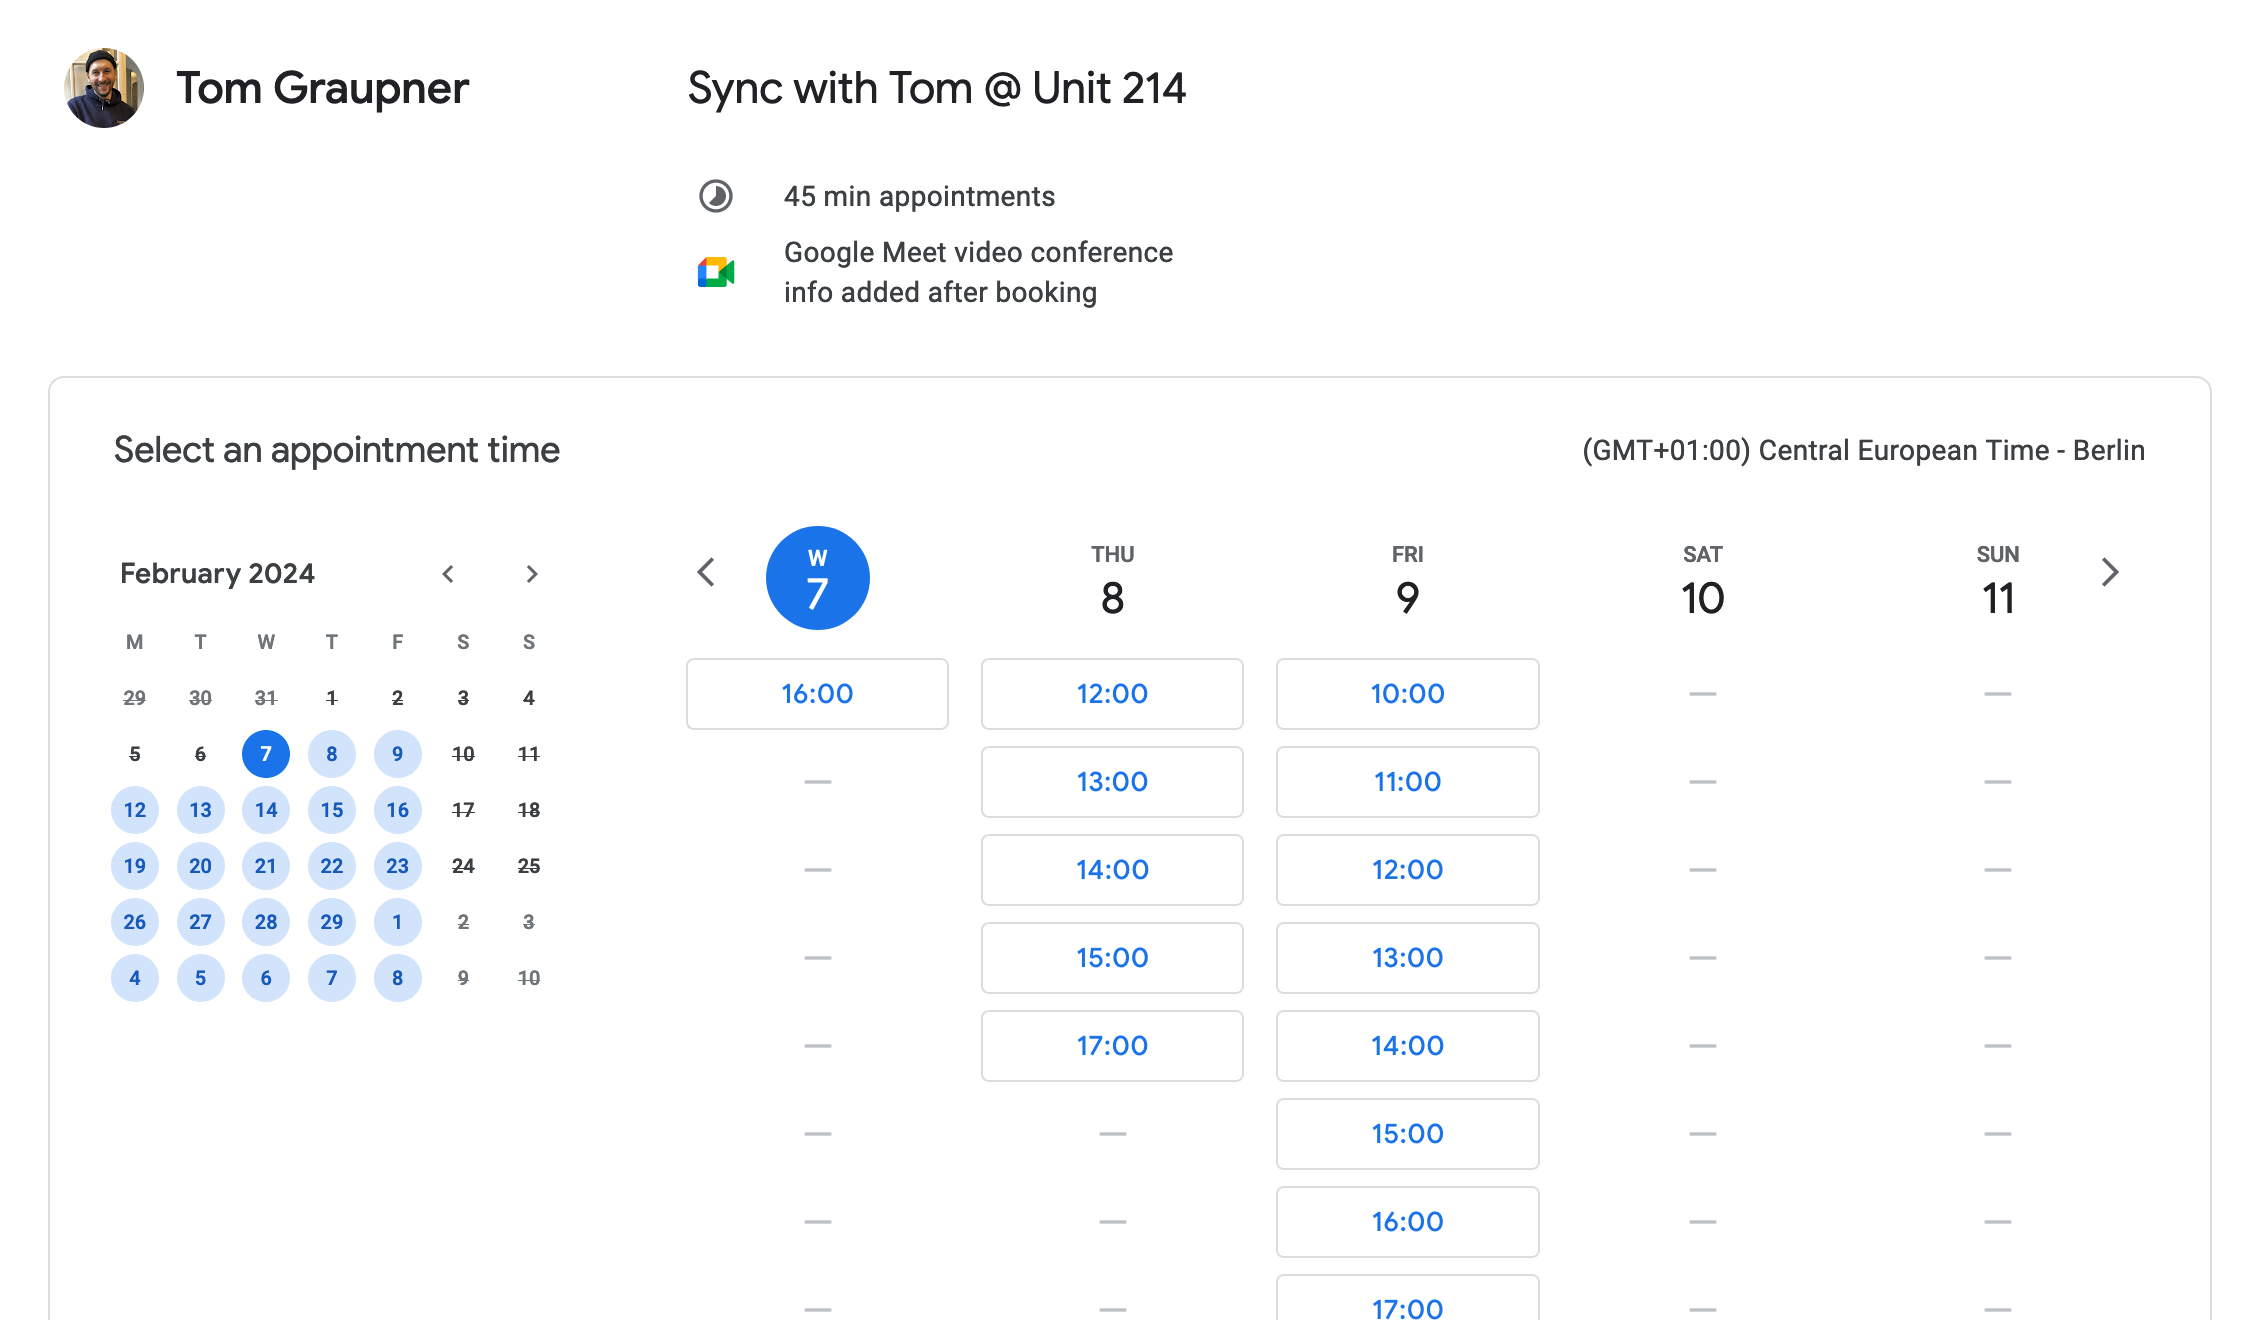 Tom Graupner
Sync with Tom @ Unit 214
45 min appointments
Google Meet video conference
info added after booking
Select an appointment time
(GMT+01:00) Central European Time - Berlin
February 2024
M T W T F S S
29 30 31 1 2 3 4
5 6 7 8 9 10 11
12 13 14 15 16 17 18
19 20 21 22 23 24 25
26 27 28 29 1 2 3
4 5 6 7 8 9 10
W THU FRI SAT SUN
7 8 9 10 11
16:00 12:00 10:00 — —
— 13:00 11:00 — —
— 14:00 12:00 — —
— 15:00 13:00 — —
— 17:00 14:00 — —
— — 15:00 — —
— — 16:00 — —
— — 17:00 — —